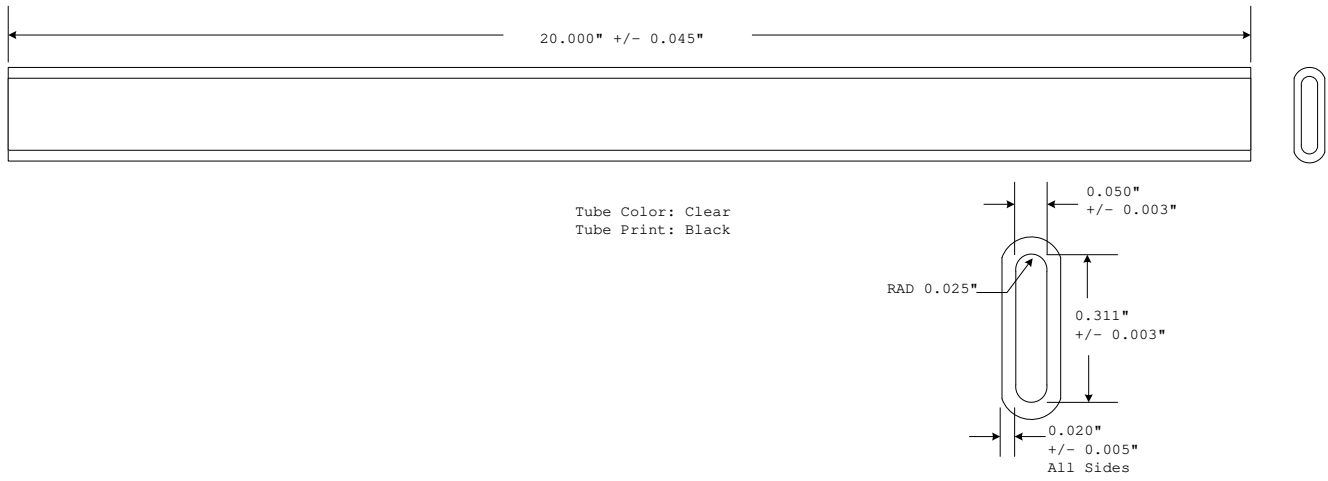 20.000" +/- 0.045"
Tube Color: Clear
Tube Print: Black
0.050"
+/- 0.003"
RAD 0.025"
0.311"
+/- 0.003"
0.020"
+/- 0.005"
All Sides